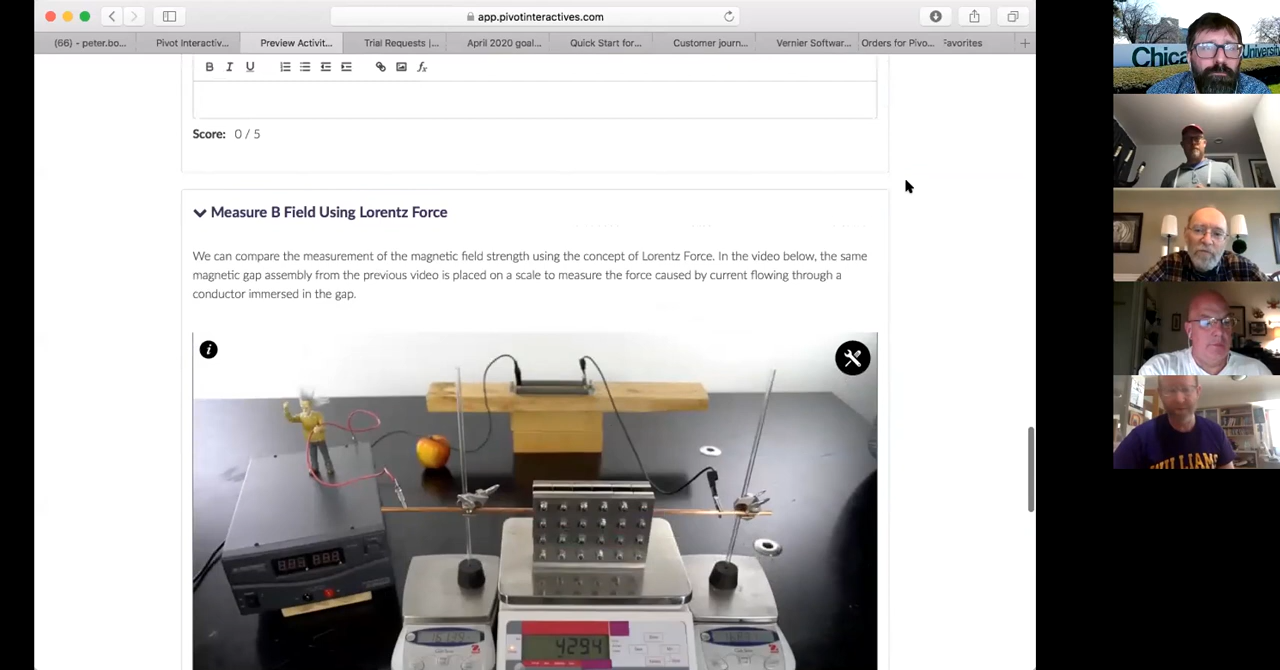 app.pivotinteractives.com
(66) - peter.bo...
Pivot Interactiv...
Preview Activit...
Trial Requests |...
April 2020 goal...
Quick Start for...
Customer journ...
Vernier Softwar...
Orders for Pivo...
Favorites
B I U
Score: 0 / 5
Measure B Field Using Lorentz Force
We can compare the measurement of the magnetic field strength using the concept of Lorentz Force. In the video below, the same
magnetic gap assembly from the previous video is placed on a scale to measure the force caused by current flowing through a
conductor immersed in the gap.
i
4294
Chica
University
WILLIAMS